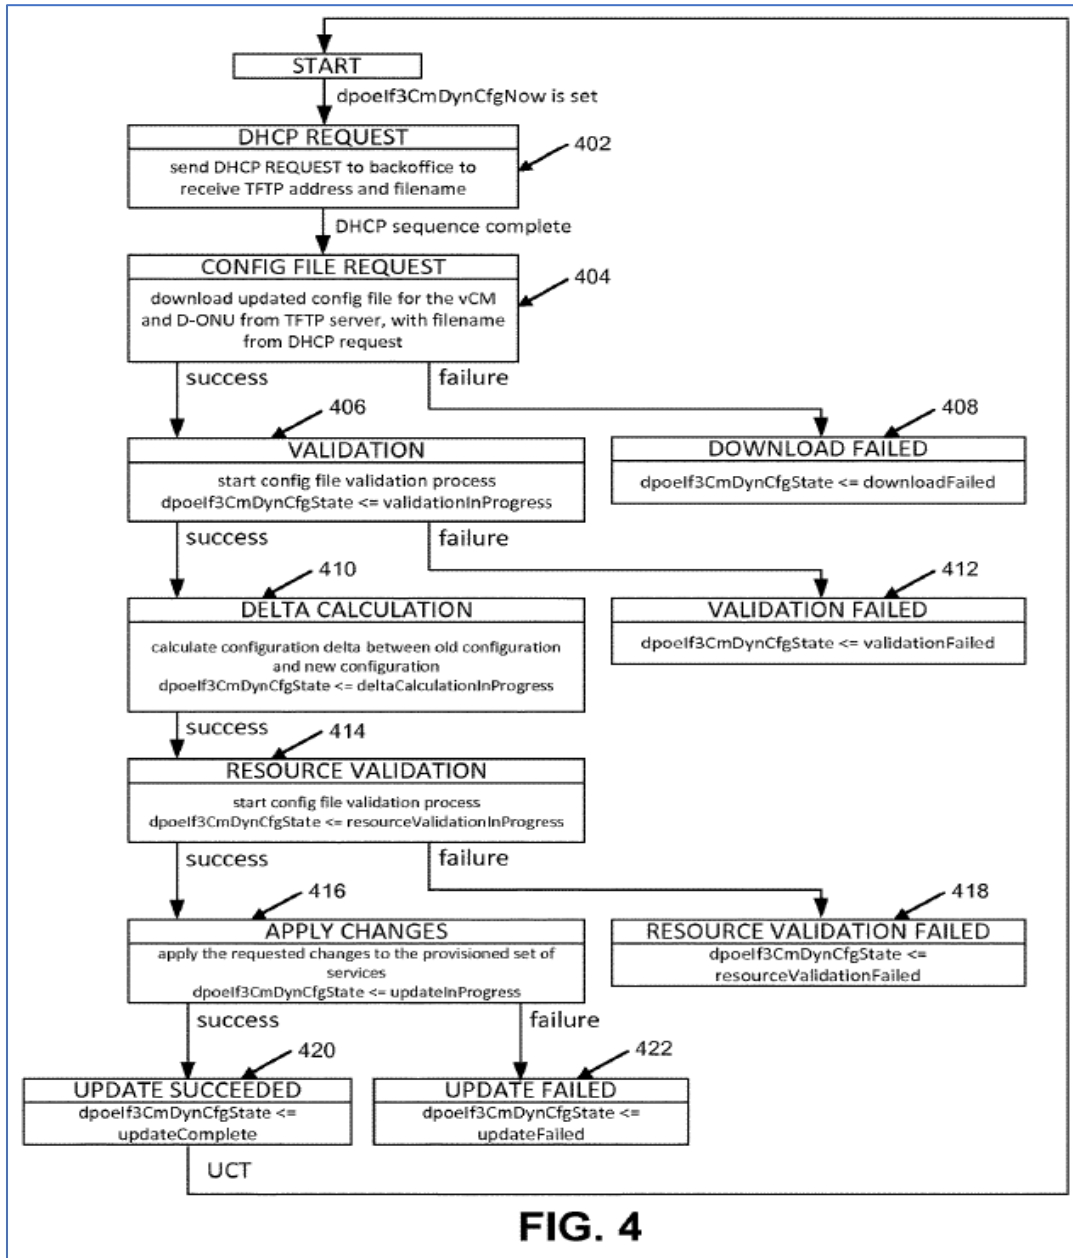 START
dpoeIf3CmDynCfgNow is set
DHCP REQUEST
402
send DHCP REQUEST to backoffice to
receive TFTP address and filename
DHCP sequence complete
CONFIG FILE REQUEST
404
download updated config file for the vCM
and D-ONU from TFTP server, with filename
from DHCP request
success
failure
406
408
VALIDATION
DOWNLOAD FAILED
start config file validation process
dpoeIf3CmDynCfgState <= validationInProgress
dpoeIf3CmDynCfgState <= downloadFailed
success
failure
410
412
DELTA CALCULATION
VALIDATION FAILED
calculate configuration delta between old configuration
and new configuration
dpoeIf3CmDynCfgState <= deltaCalculationInProgress
dpoeIf3CmDynCfgState <= validationFailed
success
414
RESOURCE VALIDATION
start config file validation process
dpoeIf3CmDynCfgState <= resourceValidationInProgress
success
failure
416
418
APPLY CHANGES
RESOURCE VALIDATION FAILED
apply the requested changes to the provisioned set of
services
dpoeIf3CmDynCfgState <= updateInProgress
dpoeIf3CmDynCfgState <=
resourceValidationFailed
success
failure
420
422
UPDATE SUCCEEDED
UPDATE FAILED
dpoeIf3CmDynCfgState <=
updateComplete
dpoeIf3CmDynCfgState <=
updateFailed
UCT
FIG. 4